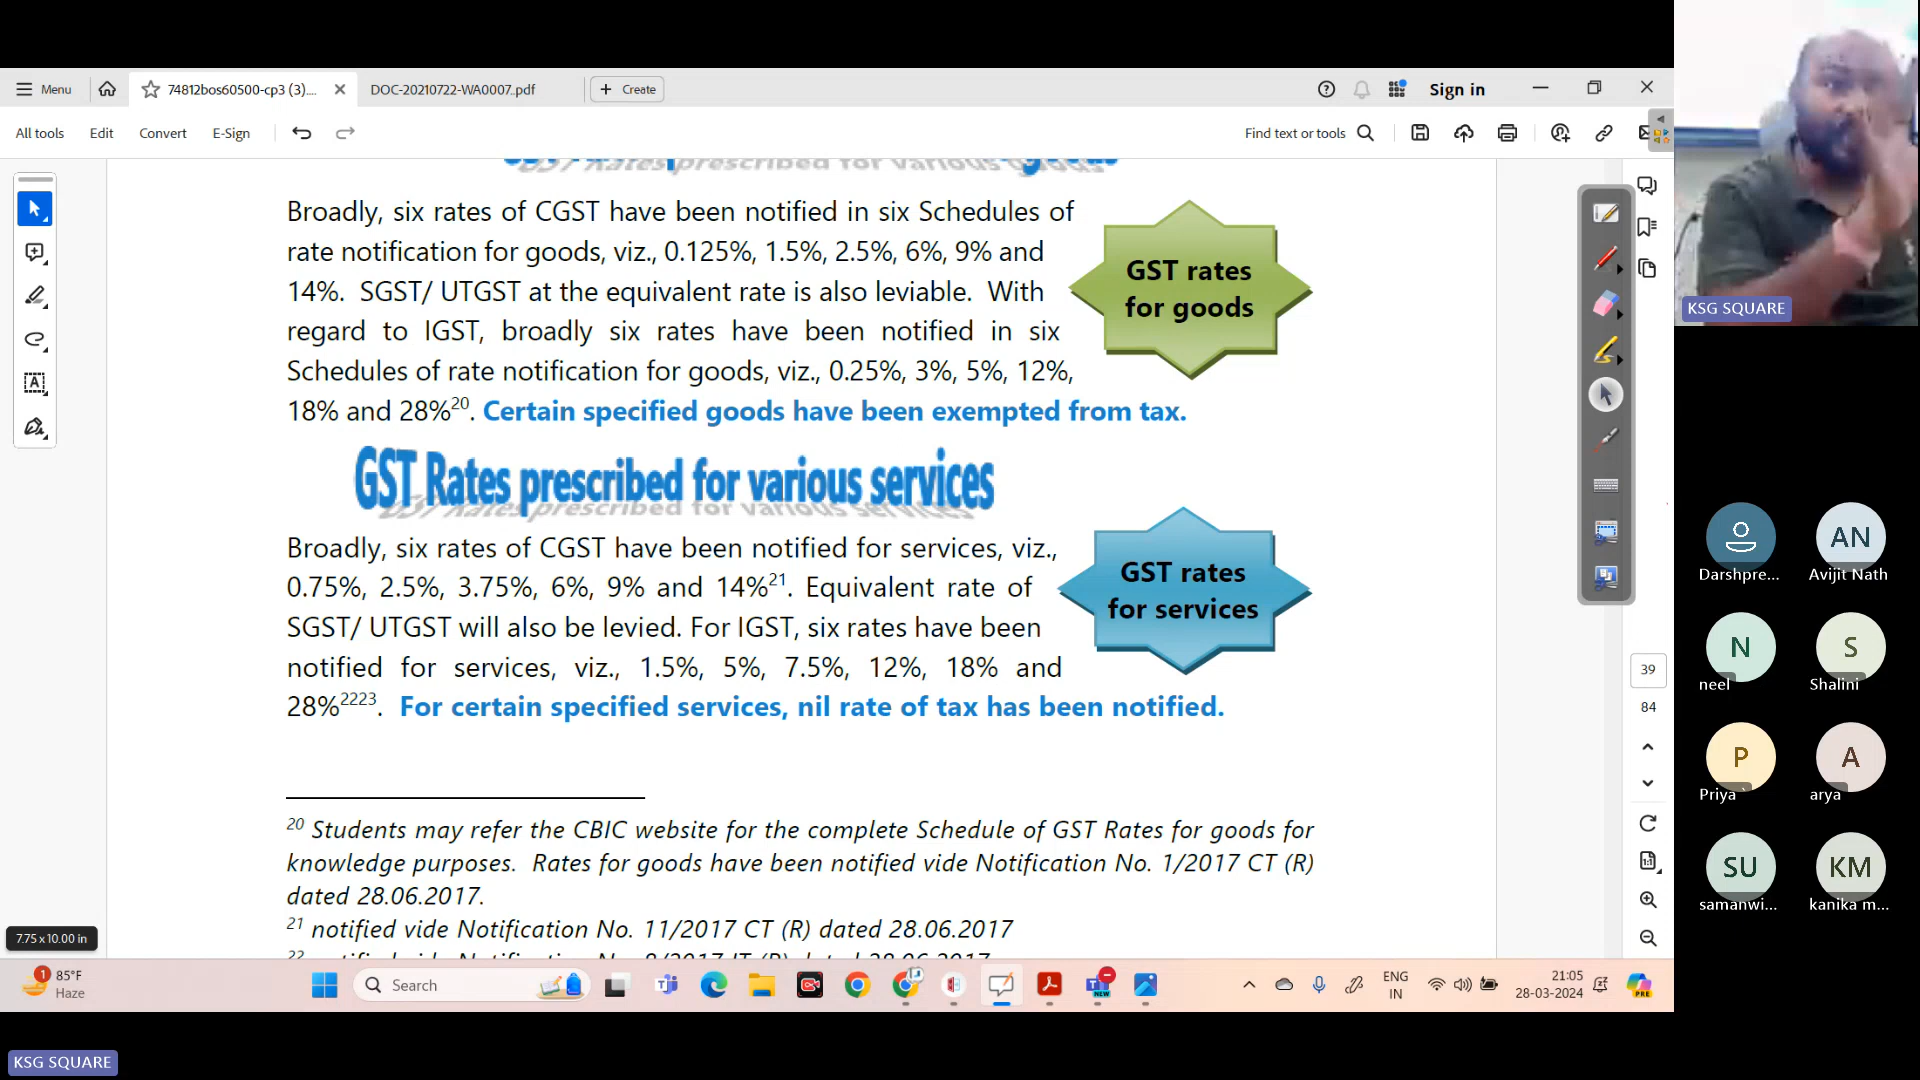 Menu
74812bos60500-cp3 (3)....
DOC-20210722-WA0007..pdf
Create
Sign in
All tools
Edit
Convert
E-Sign
Find text or tools
Broadly, six rates of CGST have been notified in six Schedules of
rate notification for goods, viz., 0.125%, 1.5%, 2.5%, 6%, 9% and
14%. SGST/ UTGST at the equivalent rate is also leviable. With
regard to IGST, broadly six rates have been notified in six
Schedules of rate notification for goods, viz., 0.25%, 3%, 5%, 12%,
18% and 28%20. Certain specified goods have been exempted from tax.
GST rates
for goods
GST Rates prescribed for various services
Broadly, six rates of CGST have been notified for services, viz.,
0.75%, 2.5%, 3.75%, 6%, 9% and 14%21. Equivalent rate of
SGST/ UTGST will also be levied. For IGST, six rates have been
notified for services, viz., 1.5%, 5%, 7.5%, 12%, 18% and
28%2223. For certain specified services, nil rate of tax has been notified.
GST rates
for services
20 Students may refer the CBIC website for the complete Schedule of GST Rates for goods for
knowledge purposes. Rates for goods have been notified vide Notification No. 1/2017 CT (R)
dated 28.06.2017.
21 notified vide Notification No. 11/2017 CT (R) dated 28.06.2017
39
84
7.75 x 10.00 in
1
85°F
Haze
Search
NEW
ENG
IN
21:05
28-03-2024
PRE
KSG SQUARE
Darshpre...
AN
Avijit Nath
N
neel
S
Shalini
P
Priya
A
arya
SU
samanwi...
KM
kanika m...
KSG SQUARE